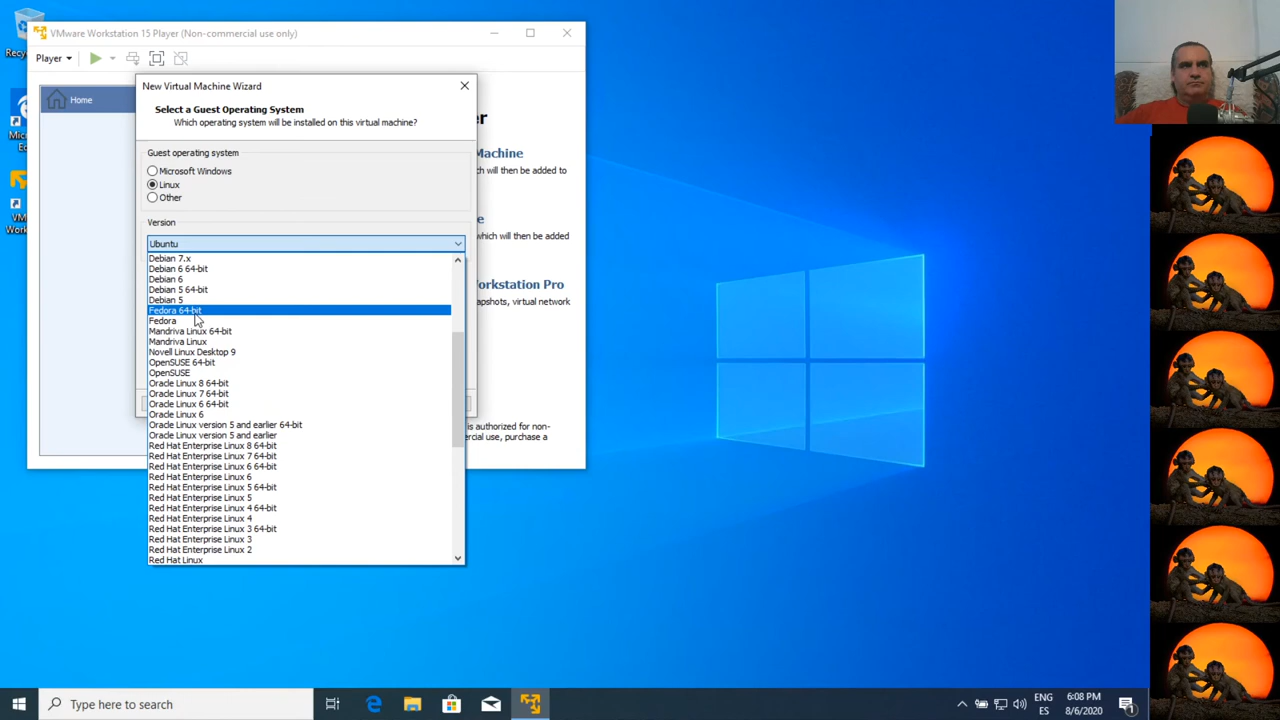 Recy
VMware Workstation 15 Player (Non-commercial use only)
Player
Home
Micr
Ed
VM
Work
New Virtual Machine Wizard
Select a Guest Operating System
Which operating system will be installed on this virtual machine?
Guest operating system
Microsoft Windows
Linux
Other
Version
Ubuntu
Debian 7.x
Debian 6 64-bit
Debian 6
Debian 5 64-bit
Debian 5
Fedora 64-bit
Fedora
Mandriva Linux 64-bit
Mandriva Linux
Novell Linux Desktop 9
OpenSUSE 64-bit
OpenSUSE
Oracle Linux 8 64-bit
Oracle Linux 7 64-bit
Oracle Linux 6 64-bit
Oracle Linux 6
Oracle Linux version 5 and earlier 64-bit
Oracle Linux version 5 and earlier
Red Hat Enterprise Linux 8 64-bit
Red Hat Enterprise Linux 7 64-bit
Red Hat Enterprise Linux 6 64-bit
Red Hat Enterprise Linux 6
Red Hat Enterprise Linux 5 64-bit
Red Hat Enterprise Linux 5
Red Hat Enterprise Linux 4 64-bit
Red Hat Enterprise Linux 4
Red Hat Enterprise Linux 3 64-bit
Red Hat Enterprise Linux 3
Red Hat Enterprise Linux 2
Red Hat Linux
er
Machine
ch will then be added to
e
which will then be added
orkstation Pro
apshots, virtual network
is authorized for non-
cial use, purchase a
Type here to search
ENG
ES
6:08 PM
8/6/2020
1